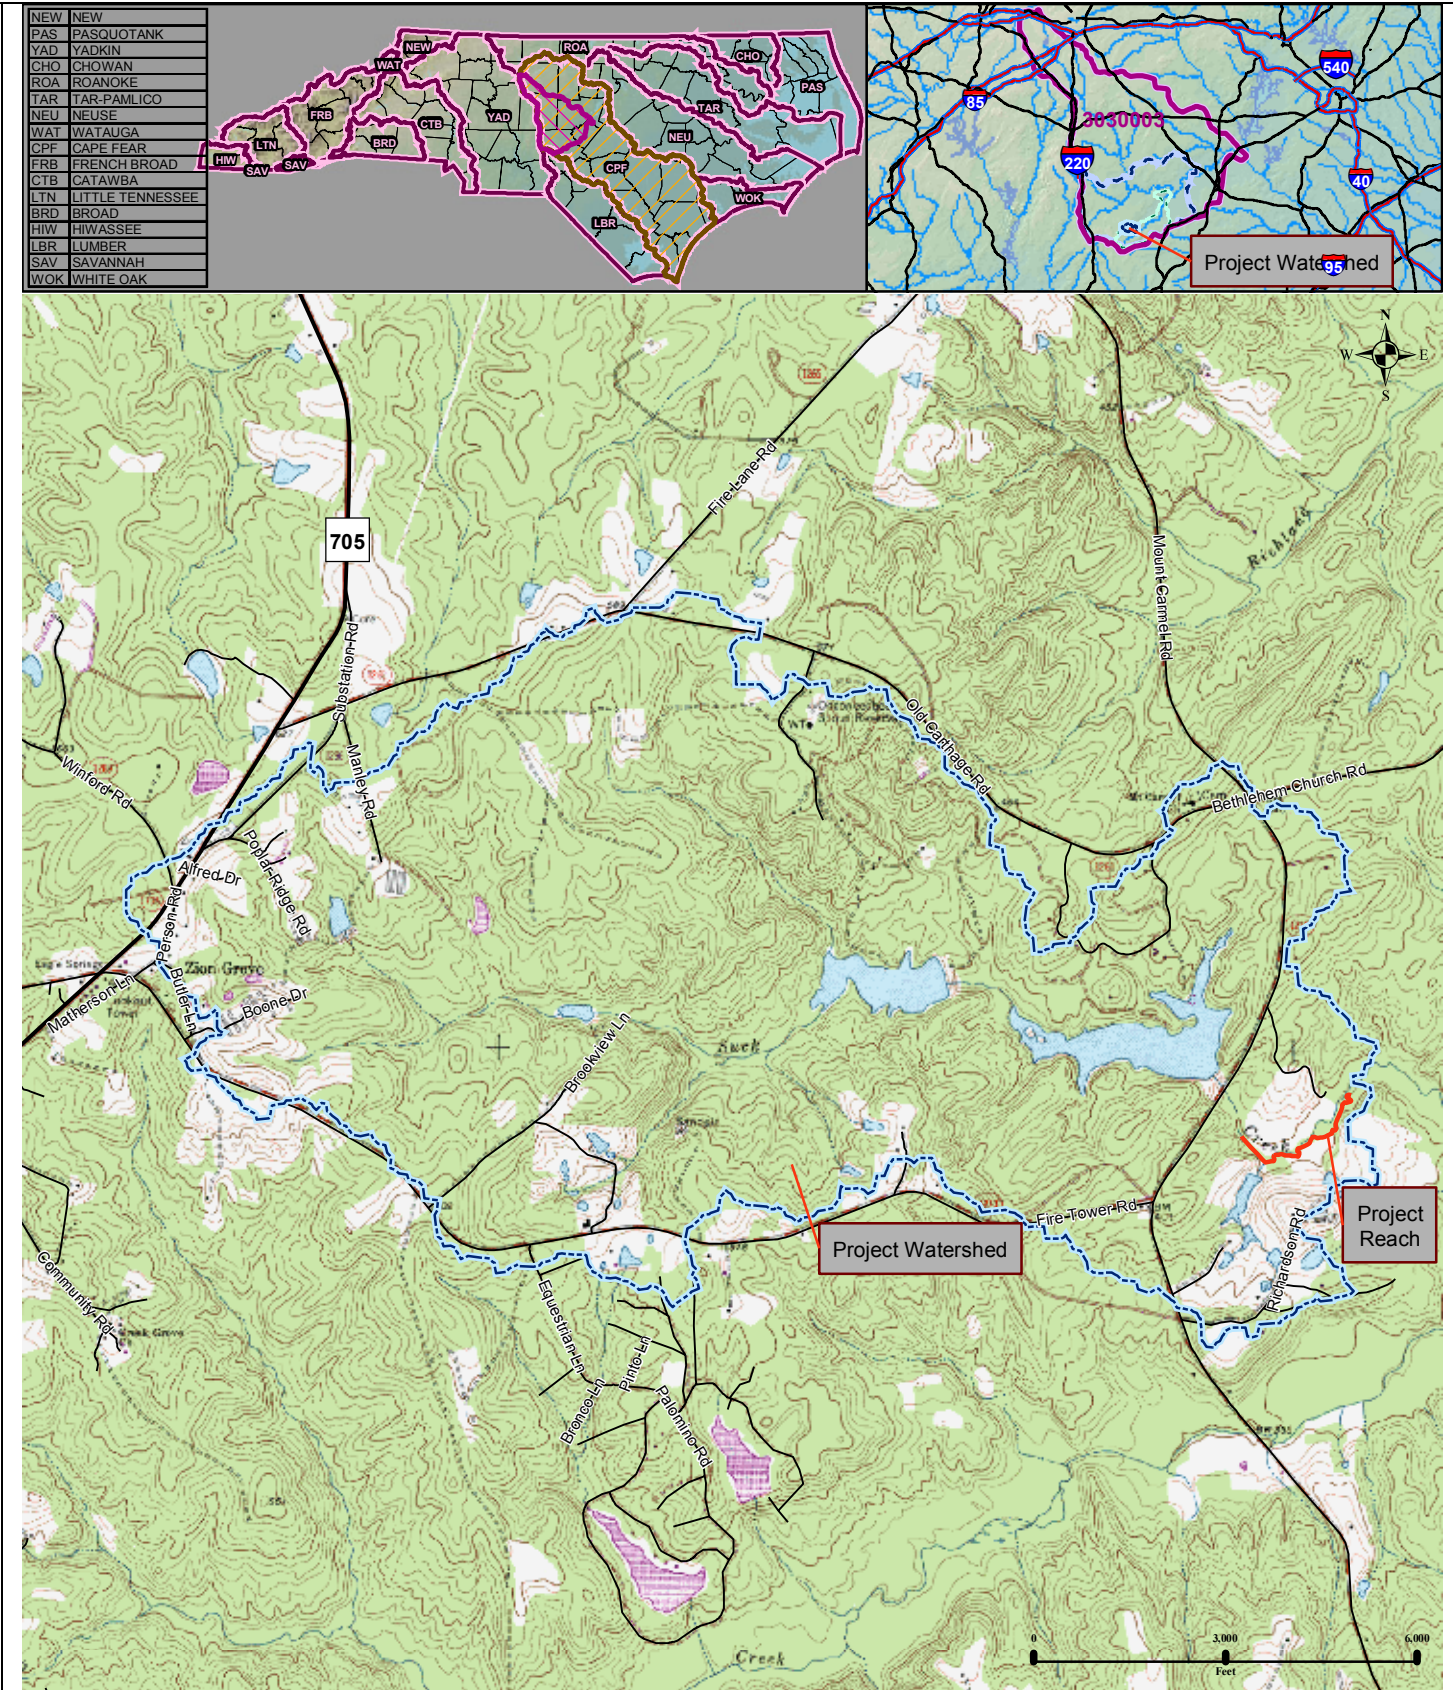 NEW NEW
PAS PASQUOTANK
YAD YADKIN
CHO CHOWAN
ROA ROANOKE
TAR TAR-PAMLICO
NEU NEUSE
WAT WATAUGA
CPF CAPE FEAR
FRB FRENCH BROAD
CTB CATAWBA
LTN LITTLE TENNESSEE
BRD BROAD
HIW HIWASSEE
LBR LUMBER
SAV SAVANNAH
WOK WHITE OAK
NEW
WAT
ROA
CHO
PAS
TAR
FRB
CTB
YAD
NEU
LTN
BRD
HIW
SAV
SAV
CPF
WOK
LBR
540
85
3030003
220
40
Project Watershed
95
N
W E
S
Fire Lane Rd
705
Richland
Mount Carmel Rd
Substation Rd
Old Carthage Rd
Manley Rd
Winford Rd
Bethlehem Church Rd
Poplar Ridge Rd
Alfred Dr
Person Rd
Zion Grove
Matherson Ln
Butler Ln
Boone Dr
Brookview Ln
Suck
Creek
Fire Tower Rd
Project
Reach
Project Watershed
Richardson Rd
Community Rd
Equestrian Ln
Pinto Ln
Bronco Ln
Palomino Rd
Creek
0 3,000 6,000
Feet